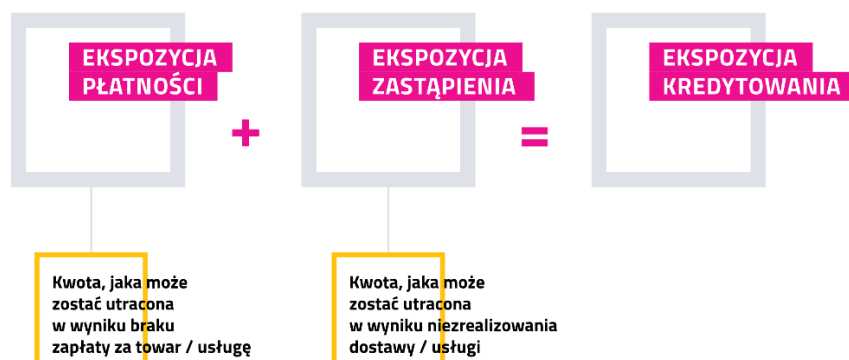 EKSPOZYCJA
PŁATNOŚCI
+
EKSPOZYCJA
ZASTĄPIENIA
=
EKSPOZYCJA
KREDYTOWANIA
Kwota, jaka może
zostać utracona
w wyniku braku
zapłaty za towar / usługę
Kwota, jaka może
zostać utracona
w wyniku niezrealizowania
dostawy / usługi